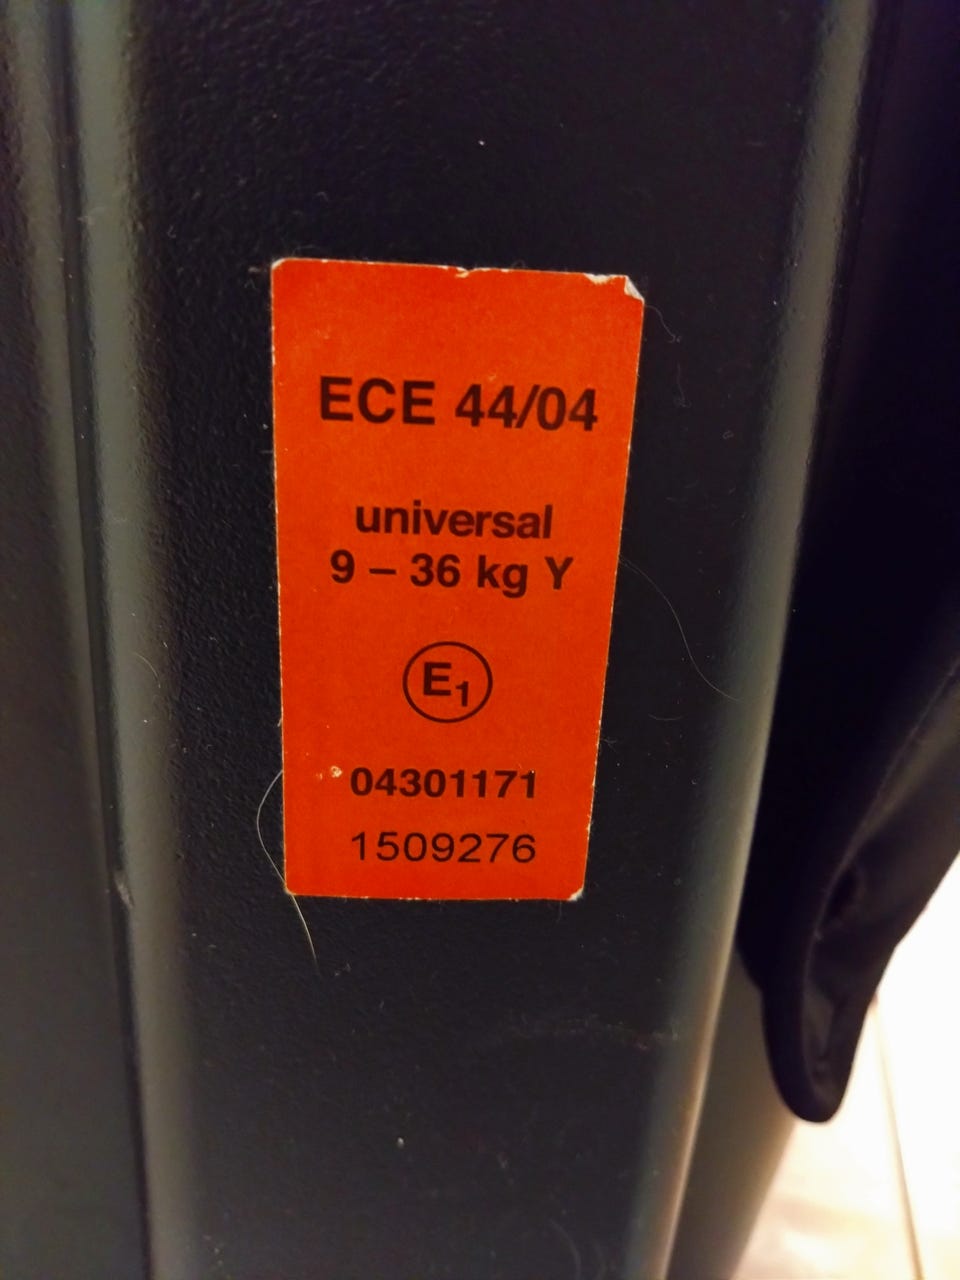 ECE 44/04
universal
9 – 36 kg Y
E1
04301171
1509276